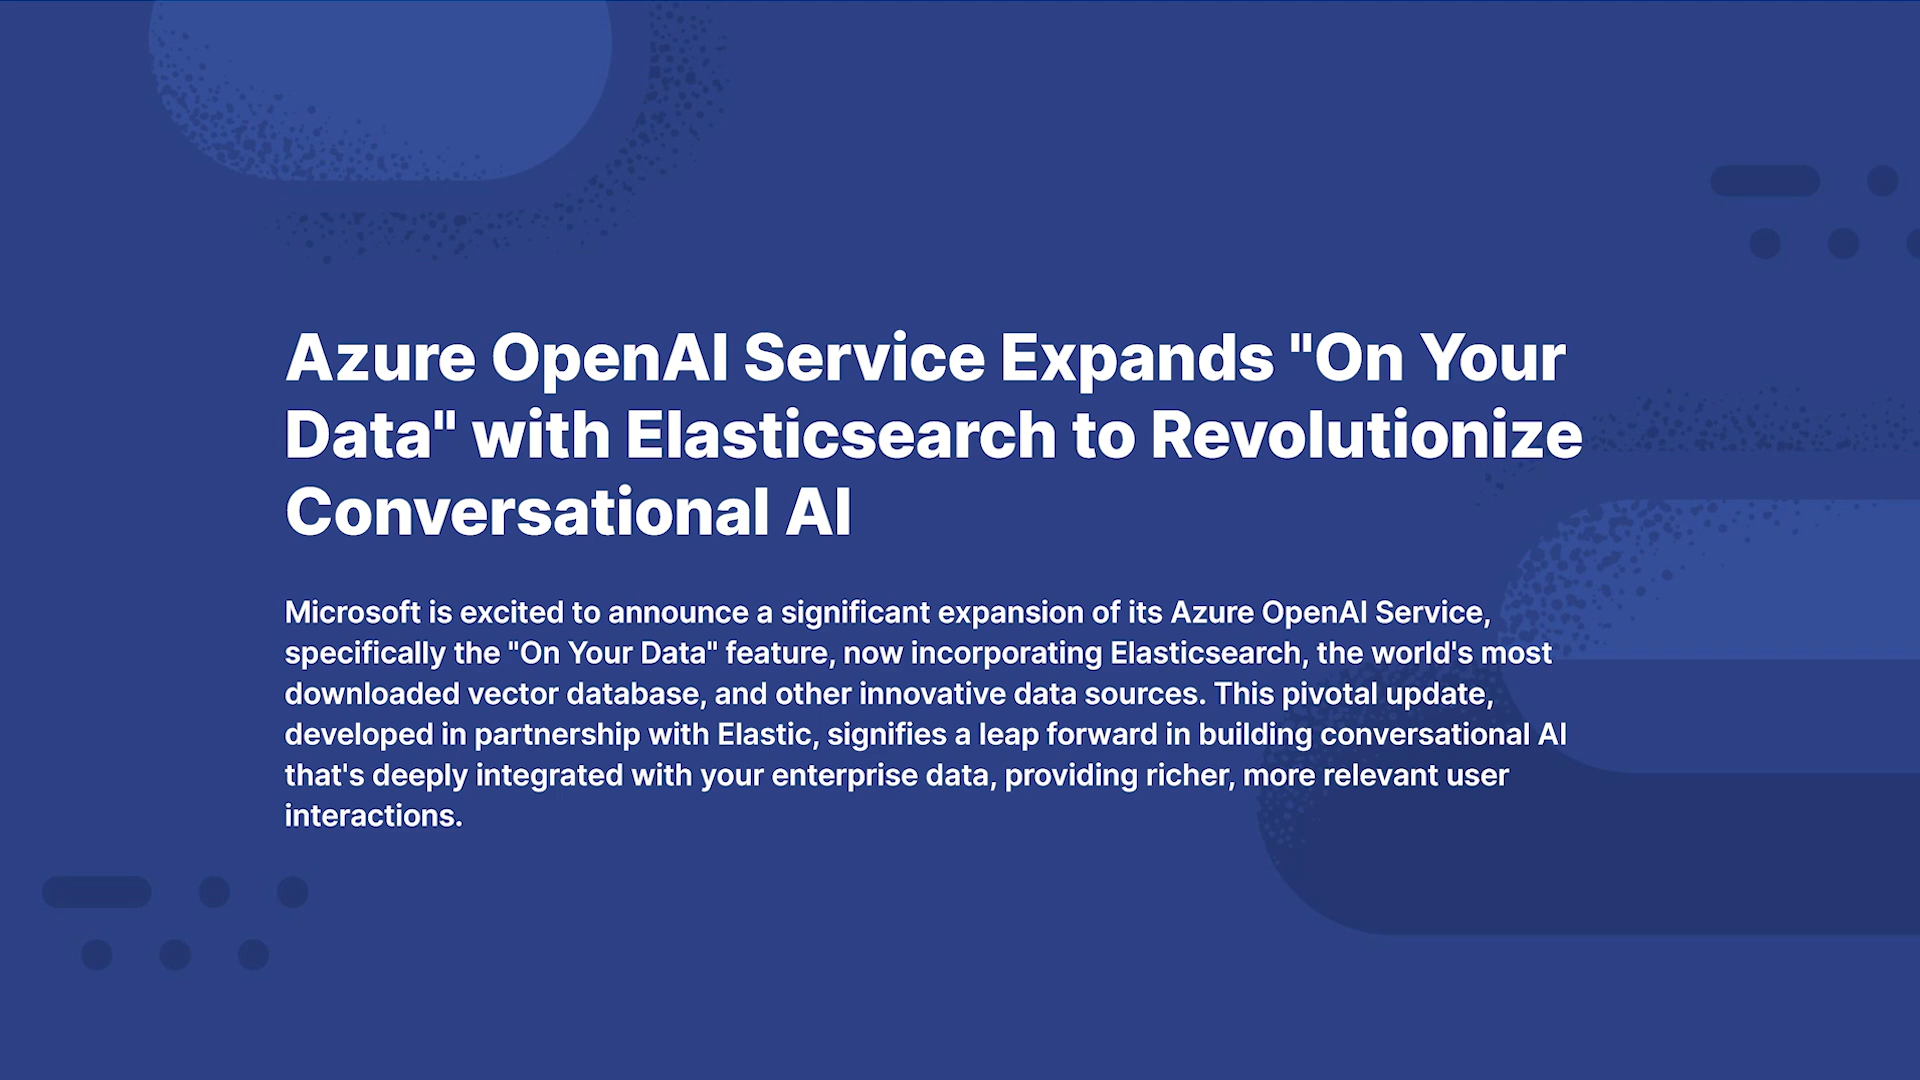 Azure OpenAI Service Expands "On Your
Data" with Elasticsearch to Revolutionize
Conversational AI
Microsoft is excited to announce a significant expansion of its Azure OpenAI Service,
specifically the "On Your Data" feature, now incorporating Elasticsearch, the world's most
downloaded vector database, and other innovative data sources. This pivotal update,
developed in partnership with Elastic, signifies a leap forward in building conversational AI
that's deeply integrated with your enterprise data, providing richer, more relevant user
interactions.